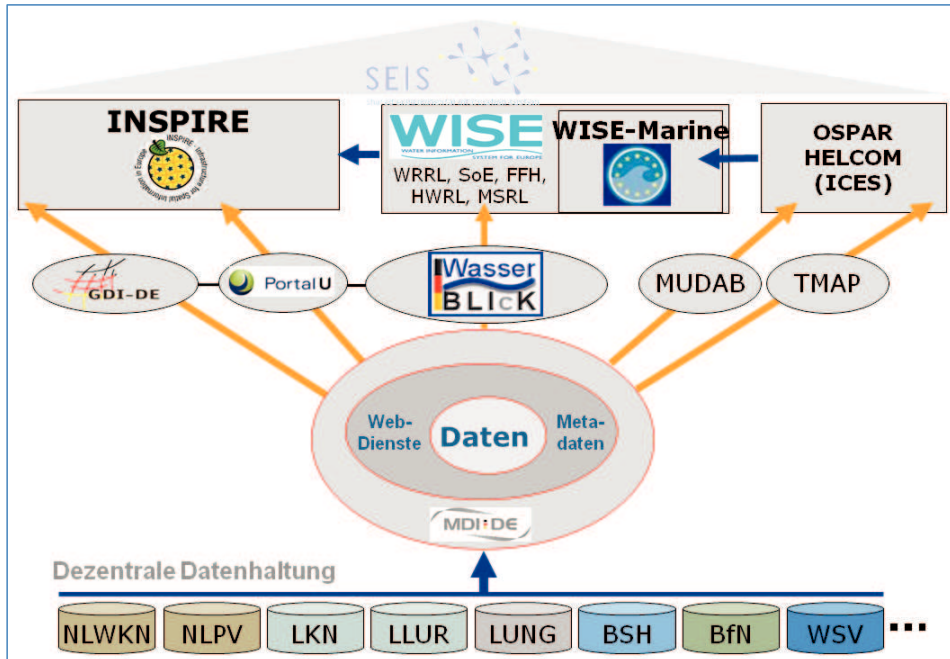 SEIS
INSPIRE
INSPIRE Infrastructure for Spatial Information in Europe
WISE
WATER INFORMATION
SYSTEM FOR EUROPE
WRRL, SoE, FFH,
HWRL, MSRL
WISE-Marine
OSPAR
HELCOM
(ICES)
GDI-DE
PortalU
Wasser
BLIcK
MUDAB
TMAP
Web-
Dienste
Daten
Meta-
daten
MDI:DE
Dezentrale Datenhaltung
NLWKN
NLPV
LKN
LLUR
LUNG
BSH
BfN
WSV
...